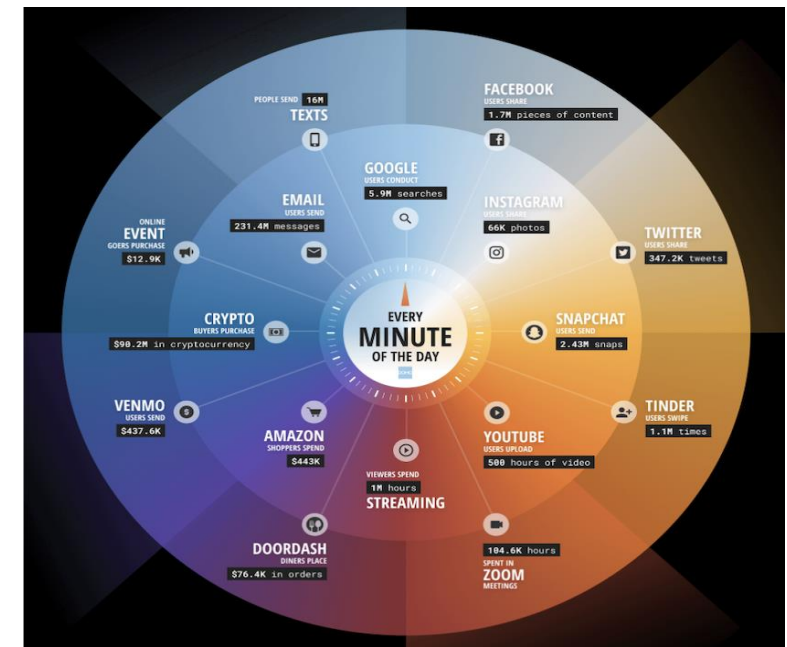 PEOPLE SEND 16M
TEXTS
FACEBOOK
USERS SHARE
1.7M pieces of content
GOOGLE
USERS CONDUCT
5.9M searches
EMAIL
USERS SEND
231.4M messages
INSTAGRAM
USERS SHARE
66K photos
ONLINE
EVENT
GOERS PURCHASE
$12.9K
TWITTER
USERS SHARE
347.2K tweets
CRYPTO
BUYERS PURCHASE
$90.2M in cryptocurrency
EVERY
MINUTE
OF THE DAY
SNAPCHAT
USERS SEND
2.43M snaps
VENMO
USERS SEND
$437.6K
AMAZON
SHOPPERS SPEND
$443K
YOUTUBE
USERS UPLOAD
500 hours of video
TINDER
USERS SWIPE
1.1M times
VIEWERS SPEND
1M hours
STREAMING
DOORDASH
DINERS PLACE
$76.4K in orders
104.6K hours
SPENT IN
ZOOM
MEETINGS